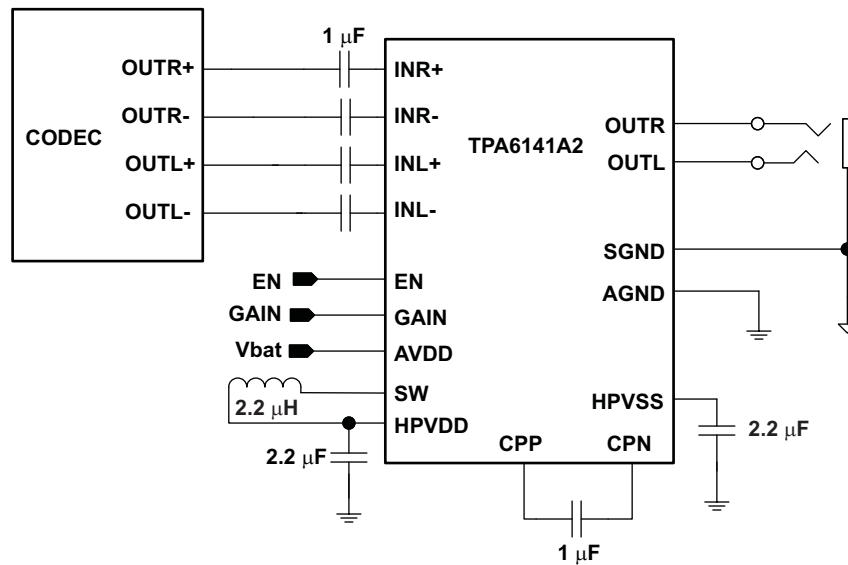 1 μF
CODEC
OUTR+
OUTR-
OUTL+
OUTL-
INR+
INR-
INL+
INL-
TPA6141A2
OUTR
OUTL
SGND
AGND
EN
EN
GAIN
GAIN
Vbat
AVDD
SW
2.2 μH
HPVDD
2.2 μF
HPVSS
2.2 μF
CPP
CPN
1 μF